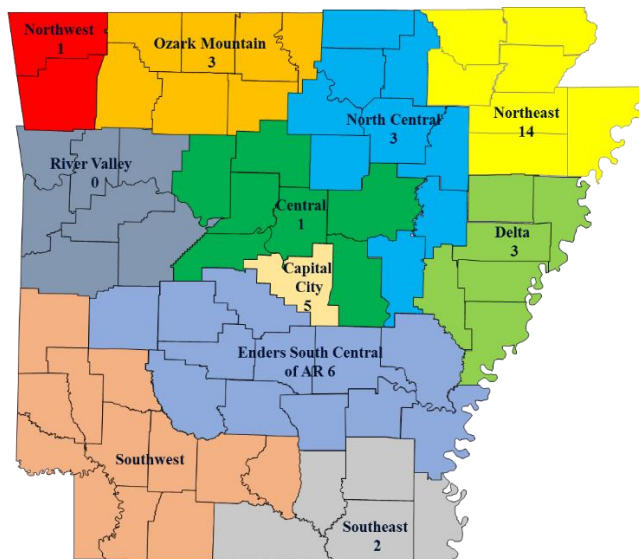 Northwest
1
Ozark Mountain
3
North Central
3
Northeast
14
River Valley
0
Central
1
Delta
3
Capital
City
5
Enders South Central
of AR 6
Southwest
Southeast
2